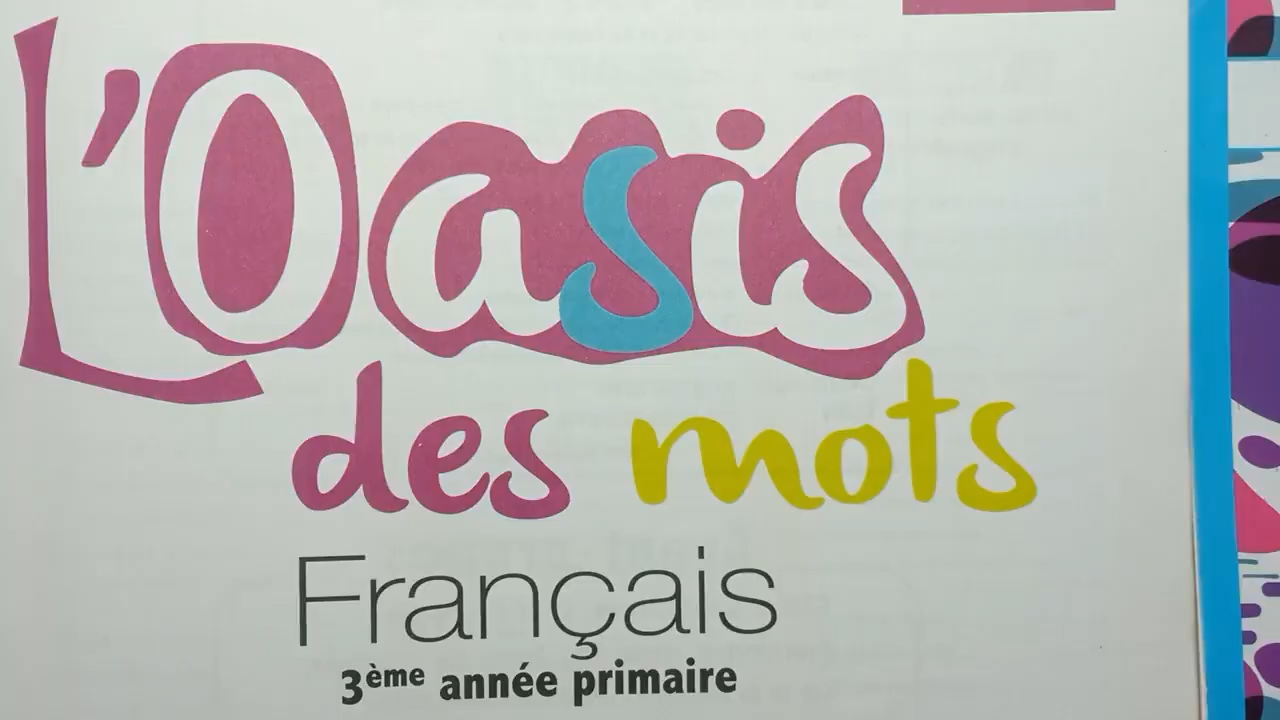 L'Oasis
des mots
Français
3ème année primaire